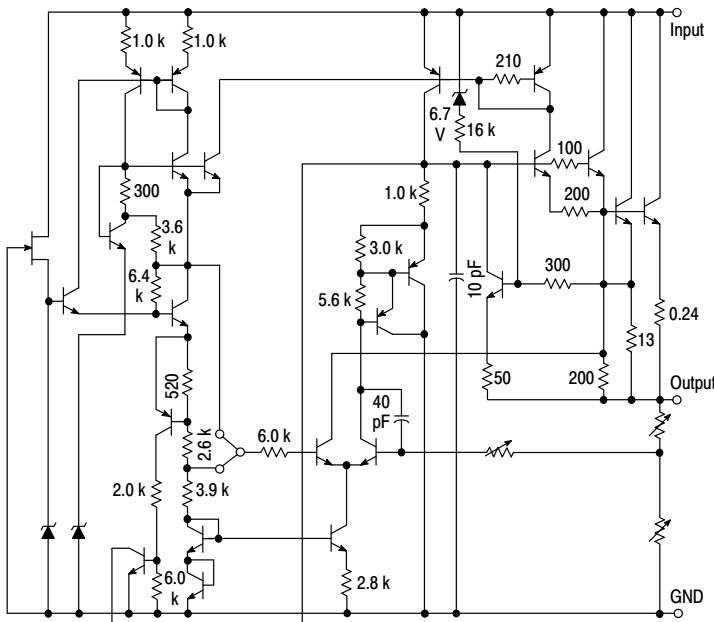 Input
1.0 k
1.0 k
210
6.7
V
16 k
100
300
1.0 k
200
3.6
k
3.0 k
10 pF
300
6.4
k
5.6 k
0.24
13
520
50
200
Output
40
pF
2.6 k
6.0 k
2.0 k
3.9 k
6.0
k
2.8 k
GND